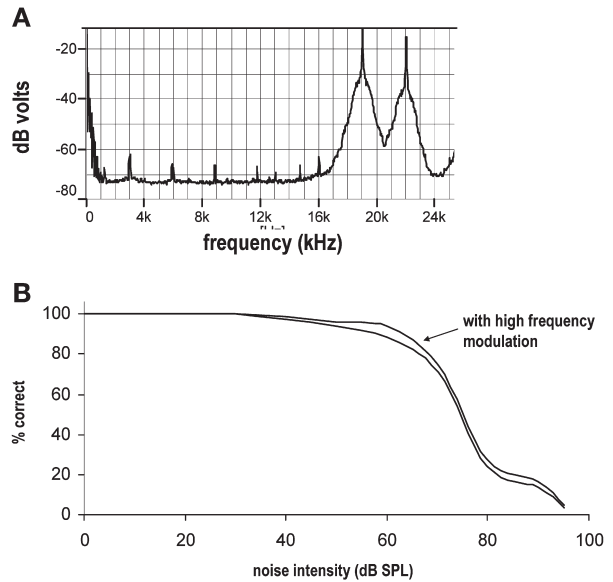 A
-20
-40
-60
-80
dB volts
0 4k 8k 12k 16k 20k 24k
frequency (kHz)
B
100
80
60
40
20
0
% correct
with high frequency
modulation
0 20 40 60 80 100
noise intensity (dB SPL)